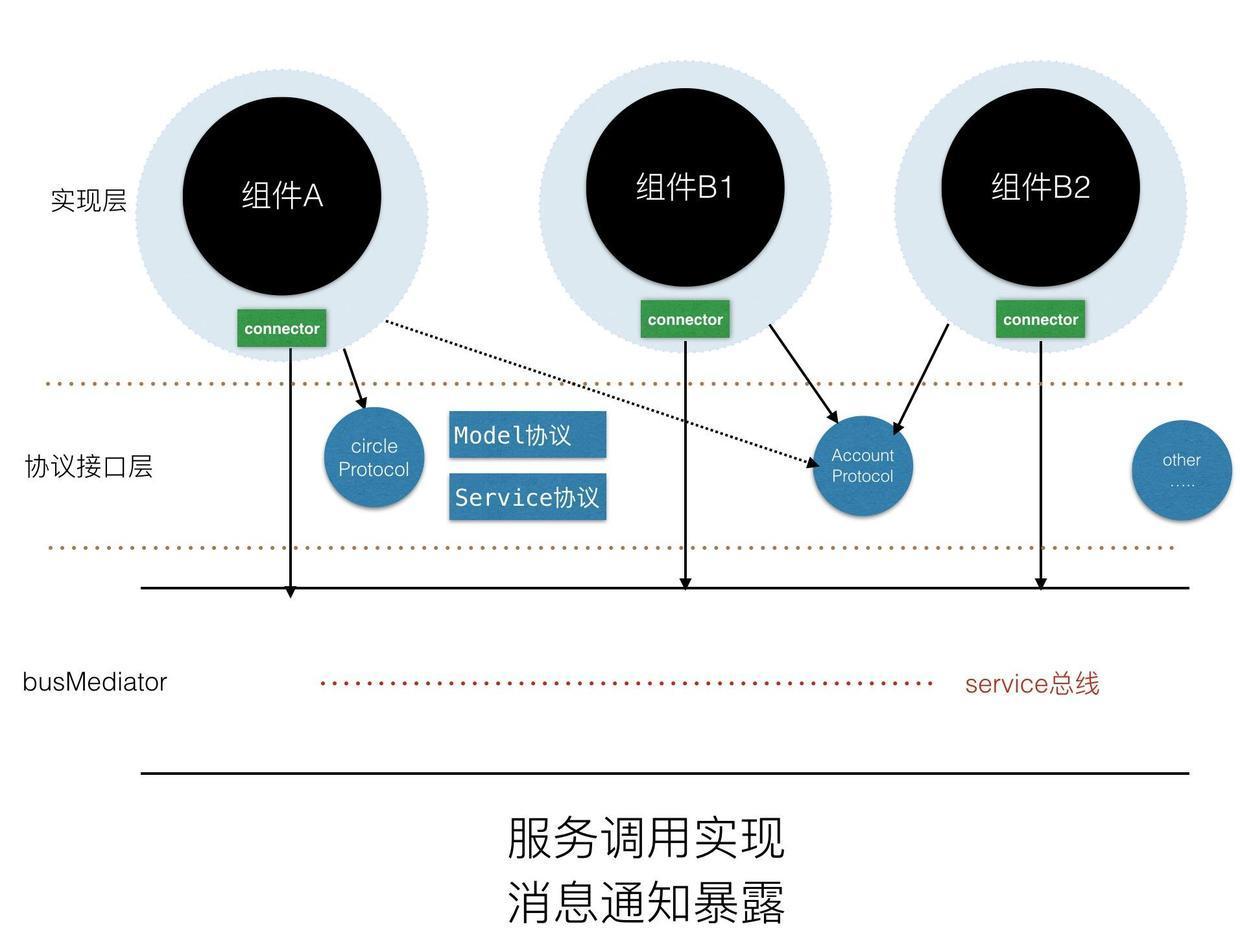 组件A
组件B1
组件B2
实现层
connector
connector
connector
协议接口层
circle
Protocol
Model协议
Service协议
Account
Protocol
other
.....
busMediator
service总线
服务调用实现
消息通知暴露